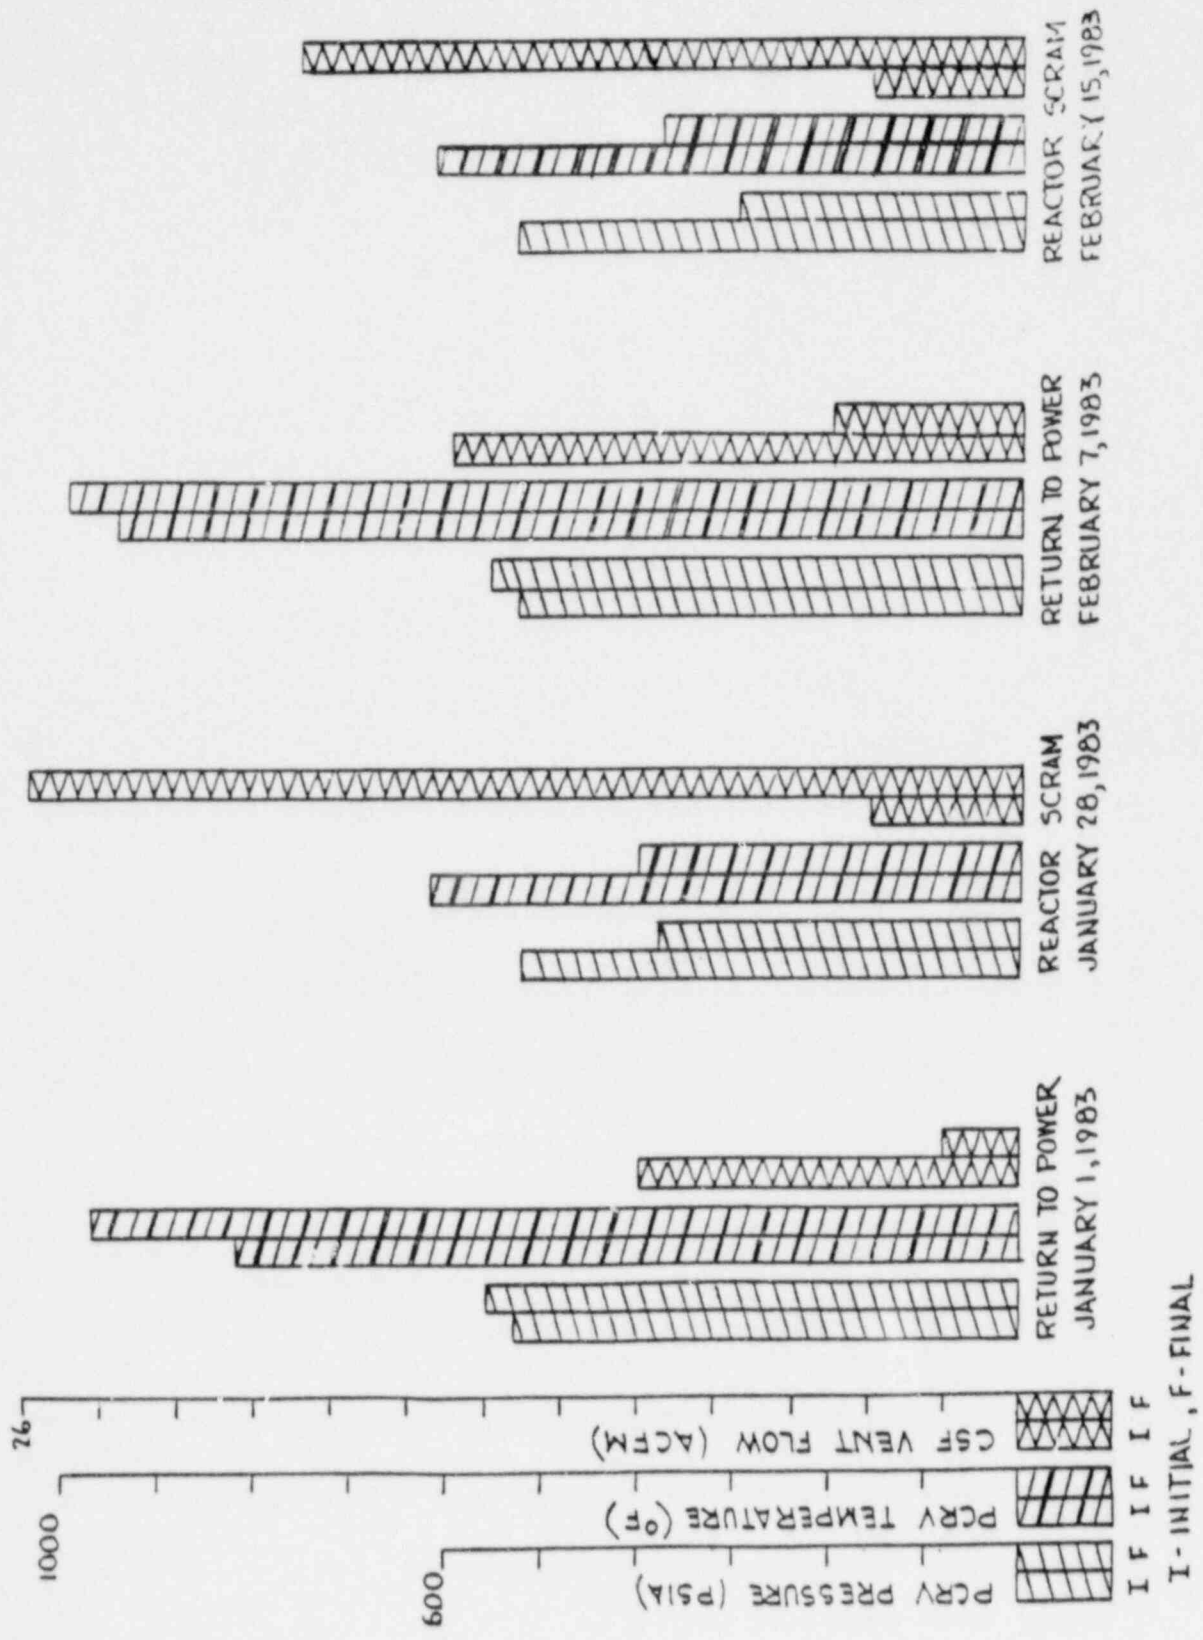 26
1000
600
CSF VENT FLOW (ACFM)
PCRV TEMPERATURE (°F)
PCRV PRESSURE (PSIA)
I F I F I F
I - INITIAL, F - FINAL
RETURN TO POWER
JANUARY 1, 1983
REACTOR SCRAM
JANUARY 28, 1983
RETURN TO POWER
FEBRUARY 7, 1983
REACTOR SCRAM
FEBRUARY 15, 1983